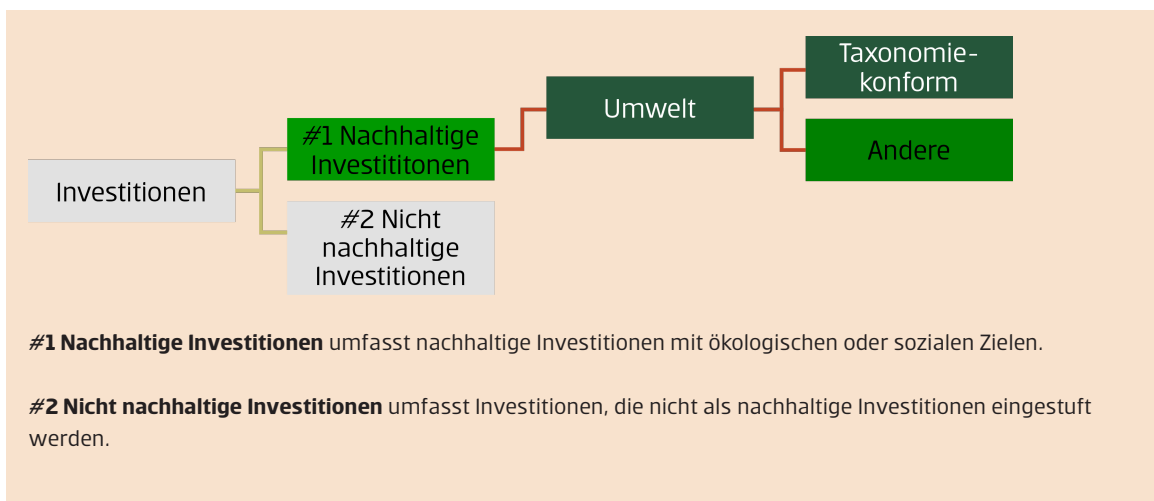 Investitionen
#1 Nachhaltige
Investititonen
#2 Nicht
nachhaltige
Investitionen
Umwelt
Taxonomie-
konform
Andere
#1 Nachhaltige Investitionen umfasst nachhaltige Investitionen mit ökologischen oder sozialen Zielen.
#2 Nicht nachhaltige Investitionen umfasst Investitionen, die nicht als nachhaltige Investitionen eingestuft
werden.